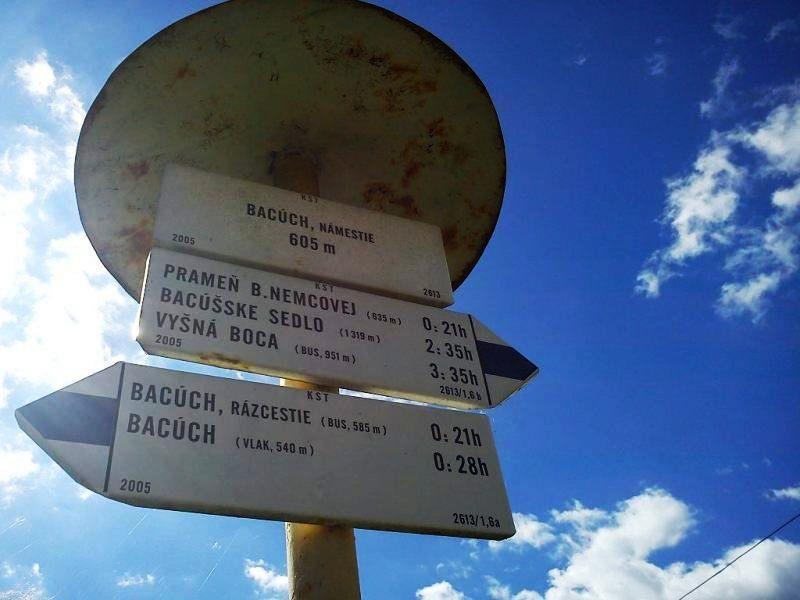 KST
BACÚCH, NÁMESTIE
605 m
2005 2613
KST
PRAMEŇ B.NEMCOVEJ (635 m) 0:21h
BACÚŠSKE SEDLO (1319 m) 2:35h
VYŠNÁ BOCA (BUS, 951 m) 3:35h
2005 2613/1,6b
KST
BACÚCH, RÁZCESTIE (BUS, 585 m) 0:21h
BACÚCH (VLAK, 540 m) 0:28h
2005 2613/1,6a